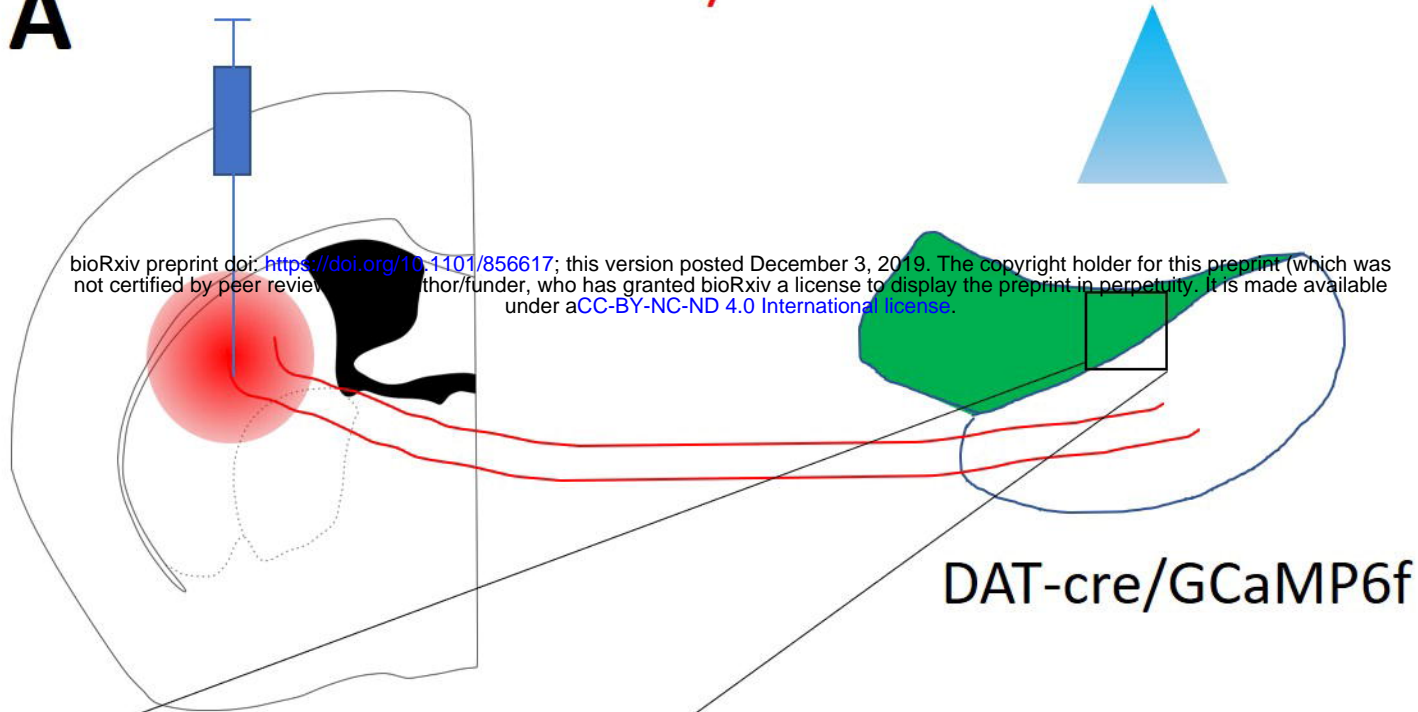 A
bioRxiv preprint doi: https://doi.org/10.1101/856617; this version posted December 3, 2019. The copyright holder for this preprint (which was
not certified by peer review) is the author/funder, who has granted bioRxiv a license to display the preprint in perpetuity. It is made available
under aCC-BY-NC-ND 4.0 International license.
DAT-cre/GCaMP6f